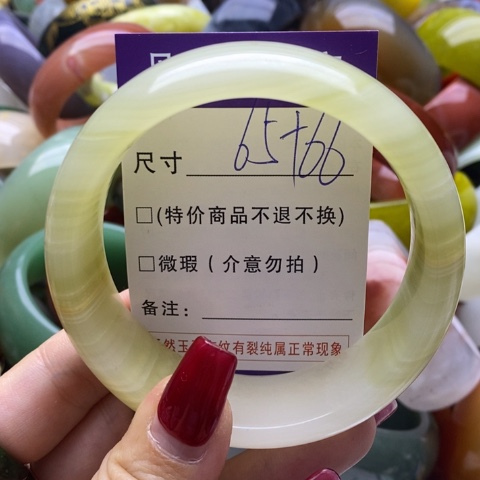 尺寸 65+66
□(特价商品不退不换)
□微瑕(介意勿拍)
备注:
然玉 纹有裂纯属正常现象